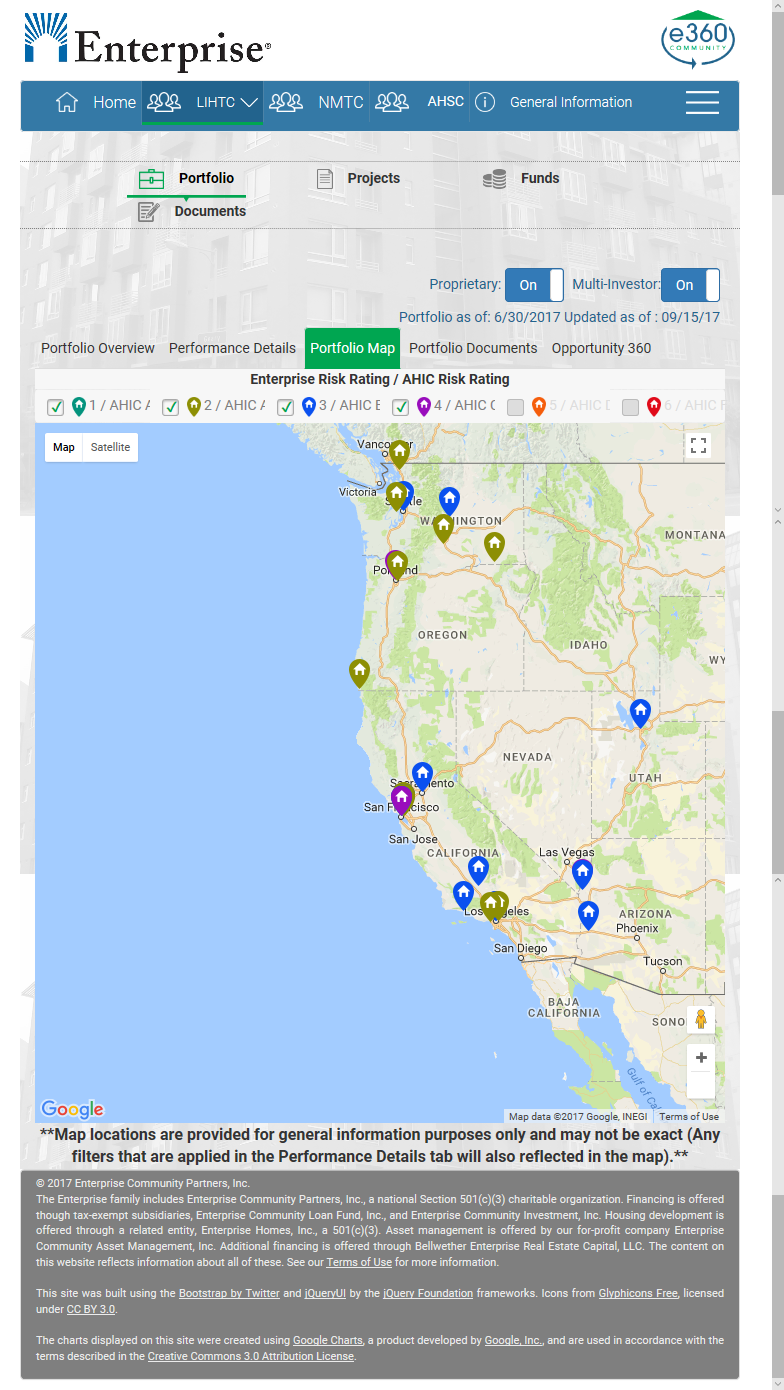 Enterprise®
e360
COMMUNITY
Home LIHTC NMTC AHSC General Information
Portfolio Projects Funds
Documents
Proprietary: On Multi-Investor: On
Portfolio as of: 6/30/2017 Updated as of : 09/15/17
Portfolio Overview Performance Details Portfolio Map Portfolio Documents Opportunity 360
Enterprise Risk Rating / AHIC Risk Rating
1 / AHIC A 2 / AHIC A 3 / AHIC B 4 / AHIC C 5 / AHIC D 6 / AHIC F
Map Satellite
Victoria
WASHINGTON
MONTANA
OREGON
IDAHO
WY
NEVADA
Sacramento
UTAH
San Francisco
San Jose
CALIFORNIA
Las Vegas
Los Angeles
ARIZONA
Phoenix
San Diego
Tucson
BAJA
CALIFORNIA
SONO
Gulf of Cal
Google
Map data ©2017 Google, INEGI Terms of Use
**Map locations are provided for general information purposes only and may not be exact (Any
filters that are applied in the Performance Details tab will also reflected in the map).**
© 2017 Enterprise Community Partners, Inc.
The Enterprise family includes Enterprise Community Partners, Inc., a national Section 501(c)(3) charitable organization. Financing is offered
though tax-exempt subsidiaries, Enterprise Community Loan Fund, Inc., and Enterprise Community Investment, Inc. Housing development is
offered through a related entity, Enterprise Homes, Inc., a 501(c)(3). Asset management is offered by our for-profit company Enterprise
Community Asset Management, Inc. Additional financing is offered through Bellwether Enterprise Real Estate Capital, LLC. The content on
this website reflects information about all of these. See our Terms of Use for more information.
This site was built using the Bootstrap by Twitter and jQueryUI by the jQuery Foundation frameworks. Icons from Glyphicons Free, licensed
under CC BY 3.0.
The charts displayed on this site were created using Google Charts, a product developed by Google, Inc., and are used in accordance with the
terms described in the Creative Commons 3.0 Attribution License.